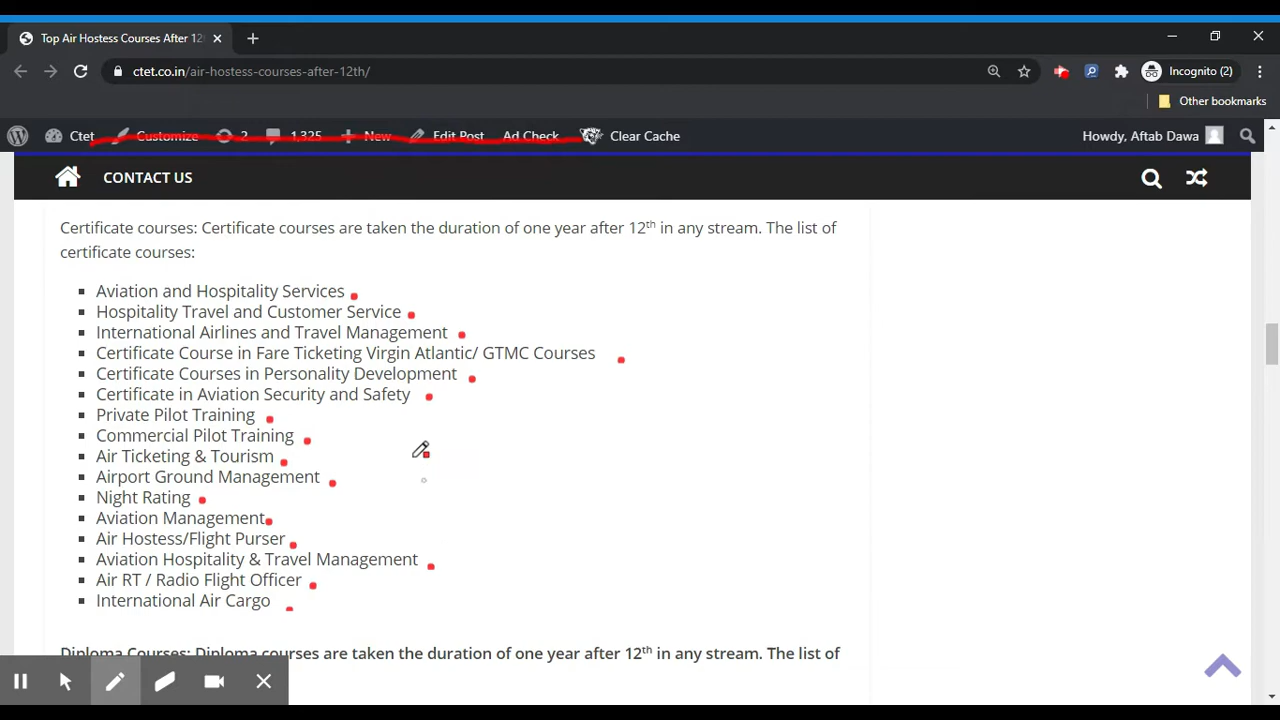 Top Air Hostess Courses After 12
ctet.co.in/air-hostess-courses-after-12th/
Incognito (2)
Other bookmarks
Ctet Customize 2 1,325 New Edit Post Ad Check Clear Cache Howdy, Aftab Dawa
CONTACT US
Certificate courses: Certificate courses are taken the duration of one year after 12th in any stream. The list of
certificate courses:
Aviation and Hospitality Services
Hospitality Travel and Customer Service
International Airlines and Travel Management
Certificate Course in Fare Ticketing Virgin Atlantic/ GTMC Courses
Certificate Courses in Personality Development
Certificate in Aviation Security and Safety
Private Pilot Training
Commercial Pilot Training
Air Ticketing & Tourism
Airport Ground Management
Night Rating
Aviation Management
Air Hostess/Flight Purser
Aviation Hospitality & Travel Management
Air RT / Radio Flight Officer
International Air Cargo
Diploma Courses: Diploma courses are taken the duration of one year after 12th in any stream. The list of